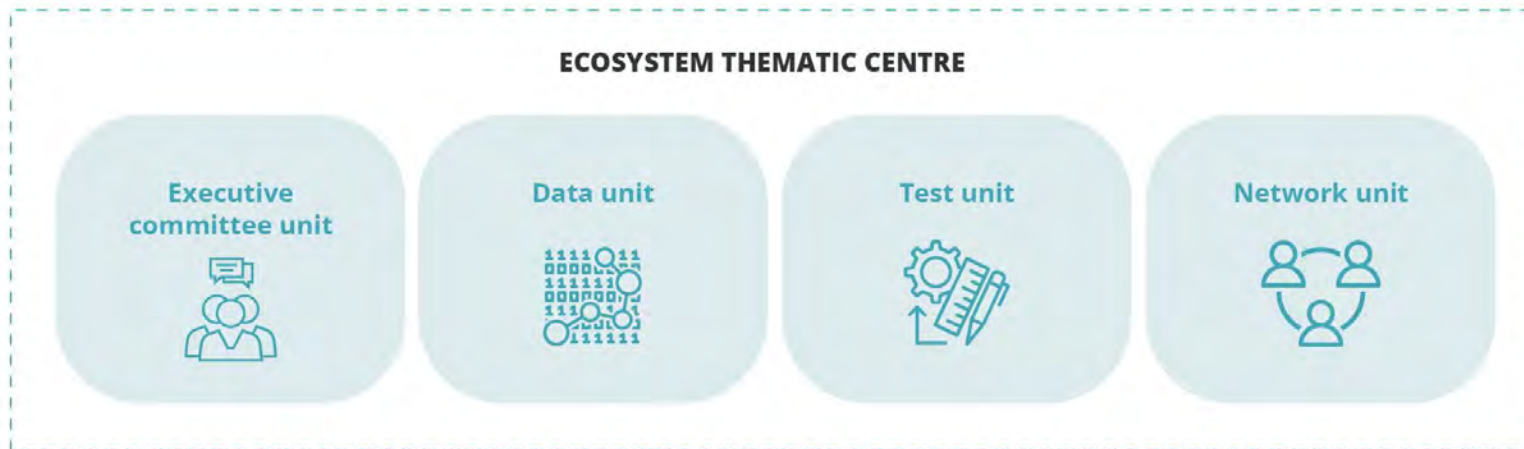 ECOSYSTEM THEMATIC CENTRE
Executive
committee unit
Data unit
Test unit
Network unit